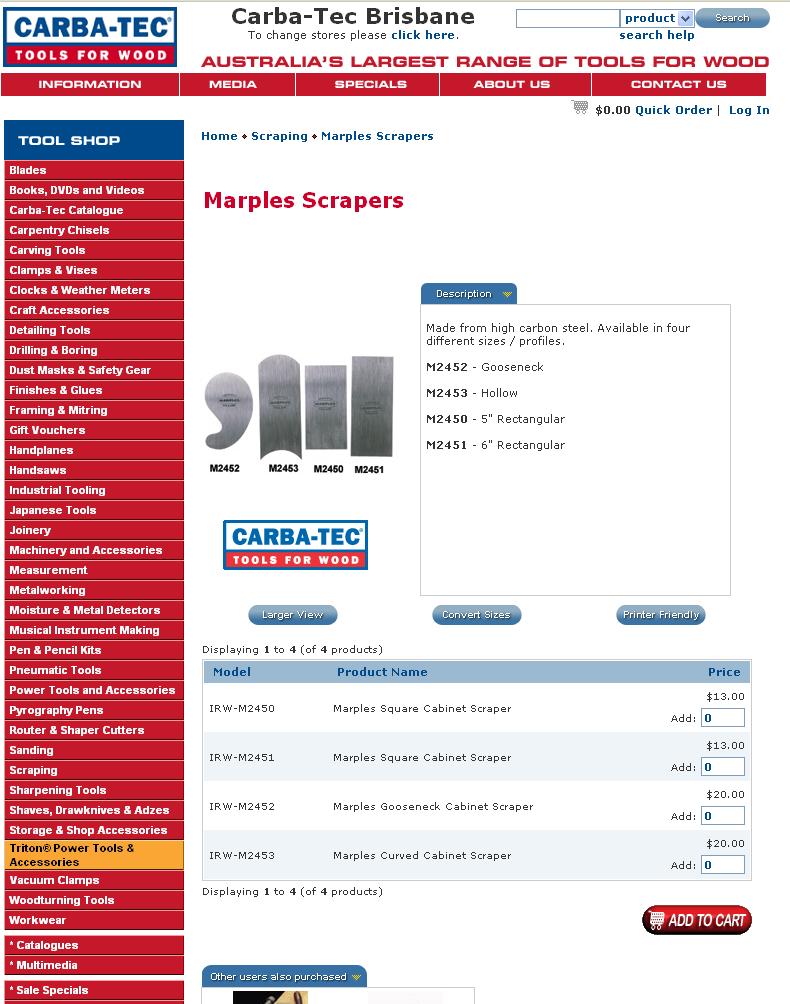 CARBA-TEC®
TOOLS FOR WOOD
Carba-Tec Brisbane
To change stores please click here.
product
Search
search help
AUSTRALIA'S LARGEST RANGE OF TOOLS FOR WOOD
INFORMATION
MEDIA
SPECIALS
ABOUT US
CONTACT US
$0.00 Quick Order | Log In
TOOL SHOP
Blades
Books, DVDs and Videos
Carba-Tec Catalogue
Carpentry Chisels
Carving Tools
Clamps & Vises
Clocks & Weather Meters
Craft Accessories
Detailing Tools
Drilling & Boring
Dust Masks & Safety Gear
Finishes & Glues
Framing & Mitring
Gift Vouchers
Handplanes
Handsaws
Industrial Tooling
Japanese Tools
Joinery
Machinery and Accessories
Measurement
Metalworking
Moisture & Metal Detectors
Musical Instrument Making
Pen & Pencil Kits
Pneumatic Tools
Power Tools and Accessories
Pyrography Pens
Router & Shaper Cutters
Sanding
Scraping
Sharpening Tools
Shaves, Drawknives & Adzes
Storage & Shop Accessories
Triton® Power Tools &
Accessories
Vacuum Clamps
Woodturning Tools
Workwear
* Catalogues
* Multimedia
* Sale Specials
Home • Scraping • Marples Scrapers
Marples Scrapers
M2452
M2453
M2450
M2451
CARBA-TEC®
TOOLS FOR WOOD
Description
Made from high carbon steel. Available in four
different sizes / profiles.
M2452 - Gooseneck
M2453 - Hollow
M2450 - 5" Rectangular
M2451 - 6" Rectangular
Larger View
Convert Sizes
Printer Friendly
Displaying 1 to 4 (of 4 products)
Model Product Name Price
$13.00
IRW-M2450 Marples Square Cabinet Scraper
Add: 0
$13.00
IRW-M2451 Marples Square Cabinet Scraper
Add: 0
$20.00
IRW-M2452 Marples Gooseneck Cabinet Scraper
Add: 0
$20.00
IRW-M2453 Marples Curved Cabinet Scraper
Add: 0
Displaying 1 to 4 (of 4 products)
ADD TO CART
Other users also purchased